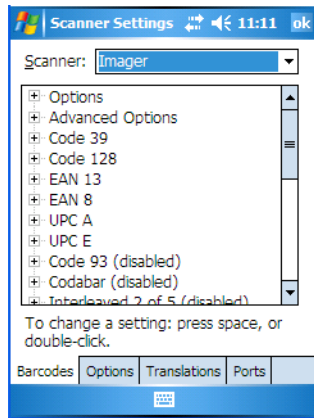 Scanner Settings 11:11 ok
Scanner: Imager
Options
Advanced Options
Code 39
Code 128
EAN 13
EAN 8
UPC A
UPC E
Code 93 (disabled)
Codabar (disabled)
Interleaved 2 of 5 (disabled)
To change a setting: press space, or
double-click.
Barcodes Options Translations Ports